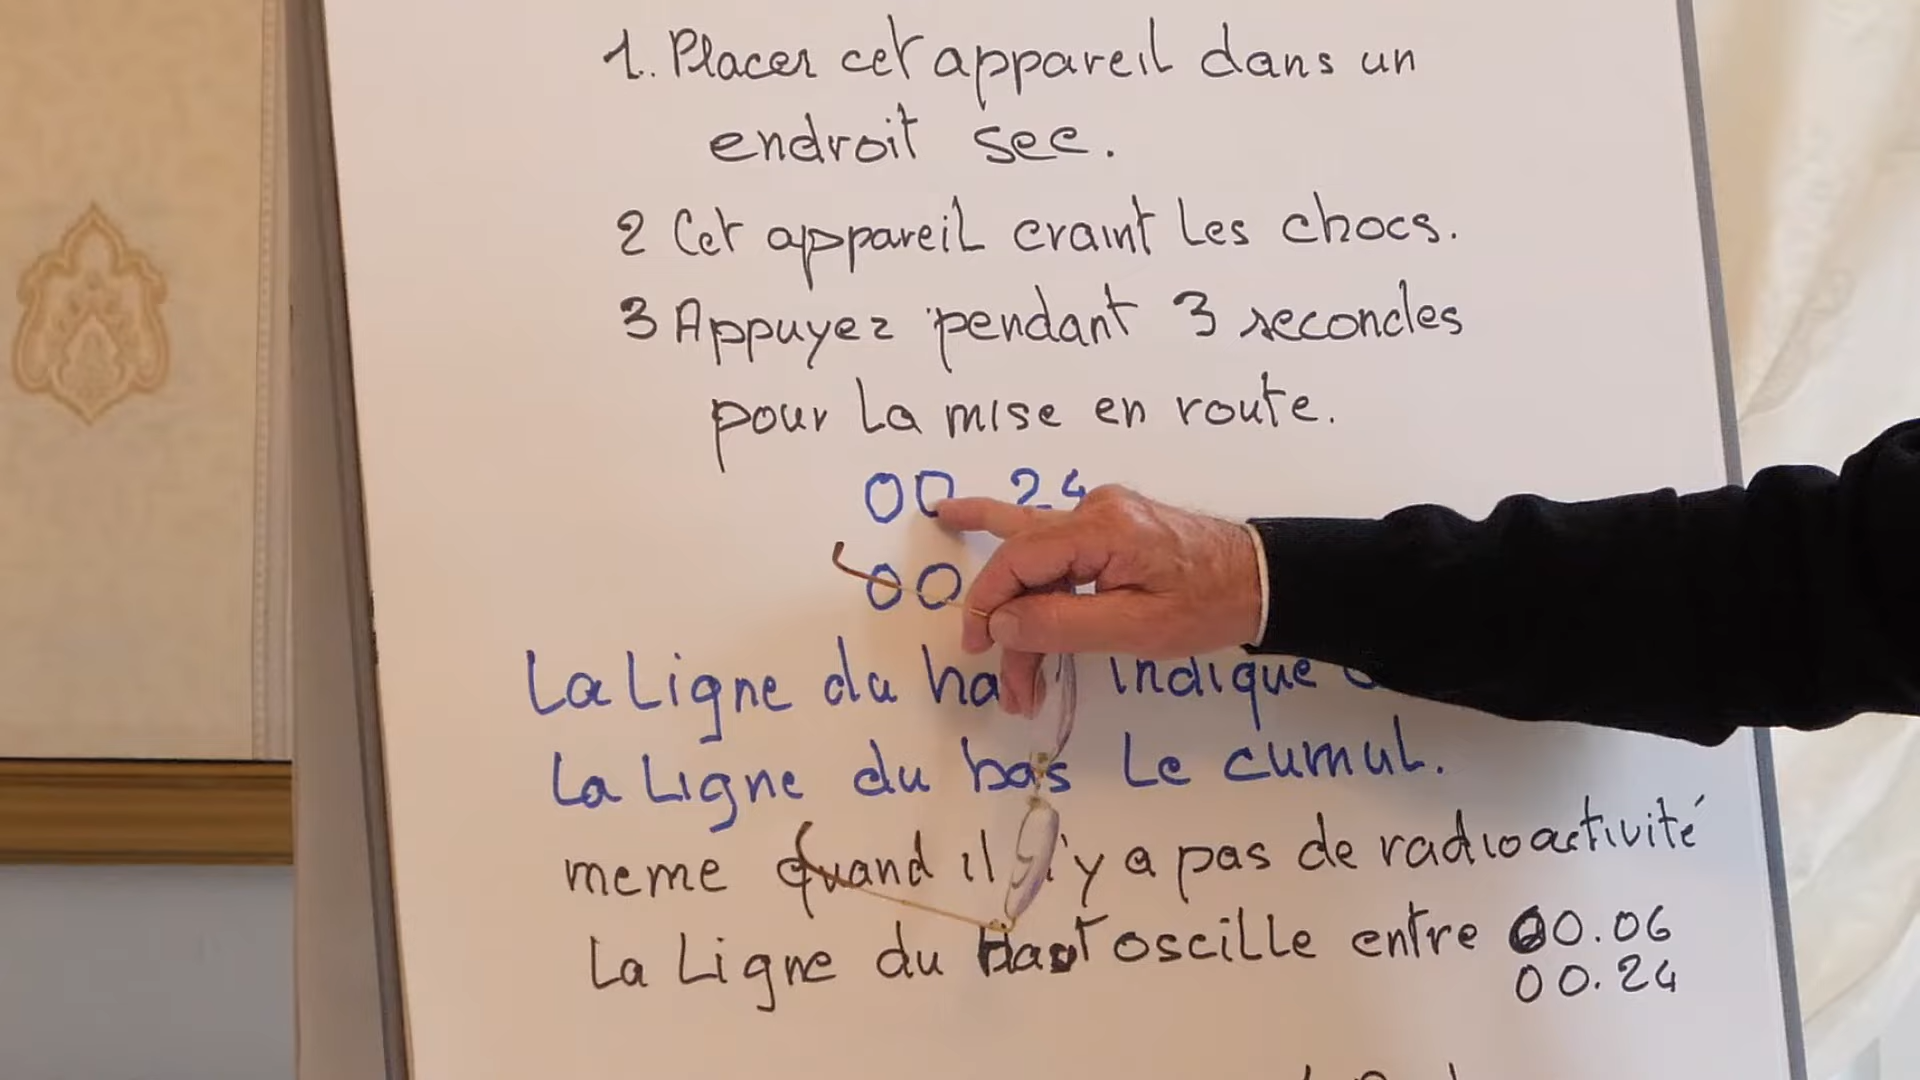 1. Placer cet appareil dans un
endroit sec.
2 Cet appareil craint les chocs.
3 Appuyez pendant 3 secondes
pour la mise en route.
00 24
00
La Ligne du indique
La Ligne du bas Le cumul.
meme quand il n'y a pas de radioactivité
La Ligne du Haut oscille entre 00.06
00.24